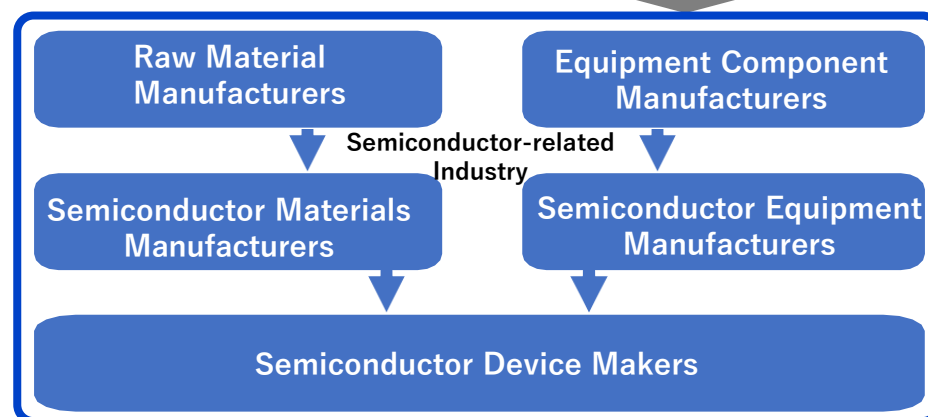 Raw Material
Manufacturers
Equipment Component
Manufacturers
Semiconductor-related
Industry
Semiconductor Materials
Manufacturers
Semiconductor Equipment
Manufacturers
Semiconductor Device Makers